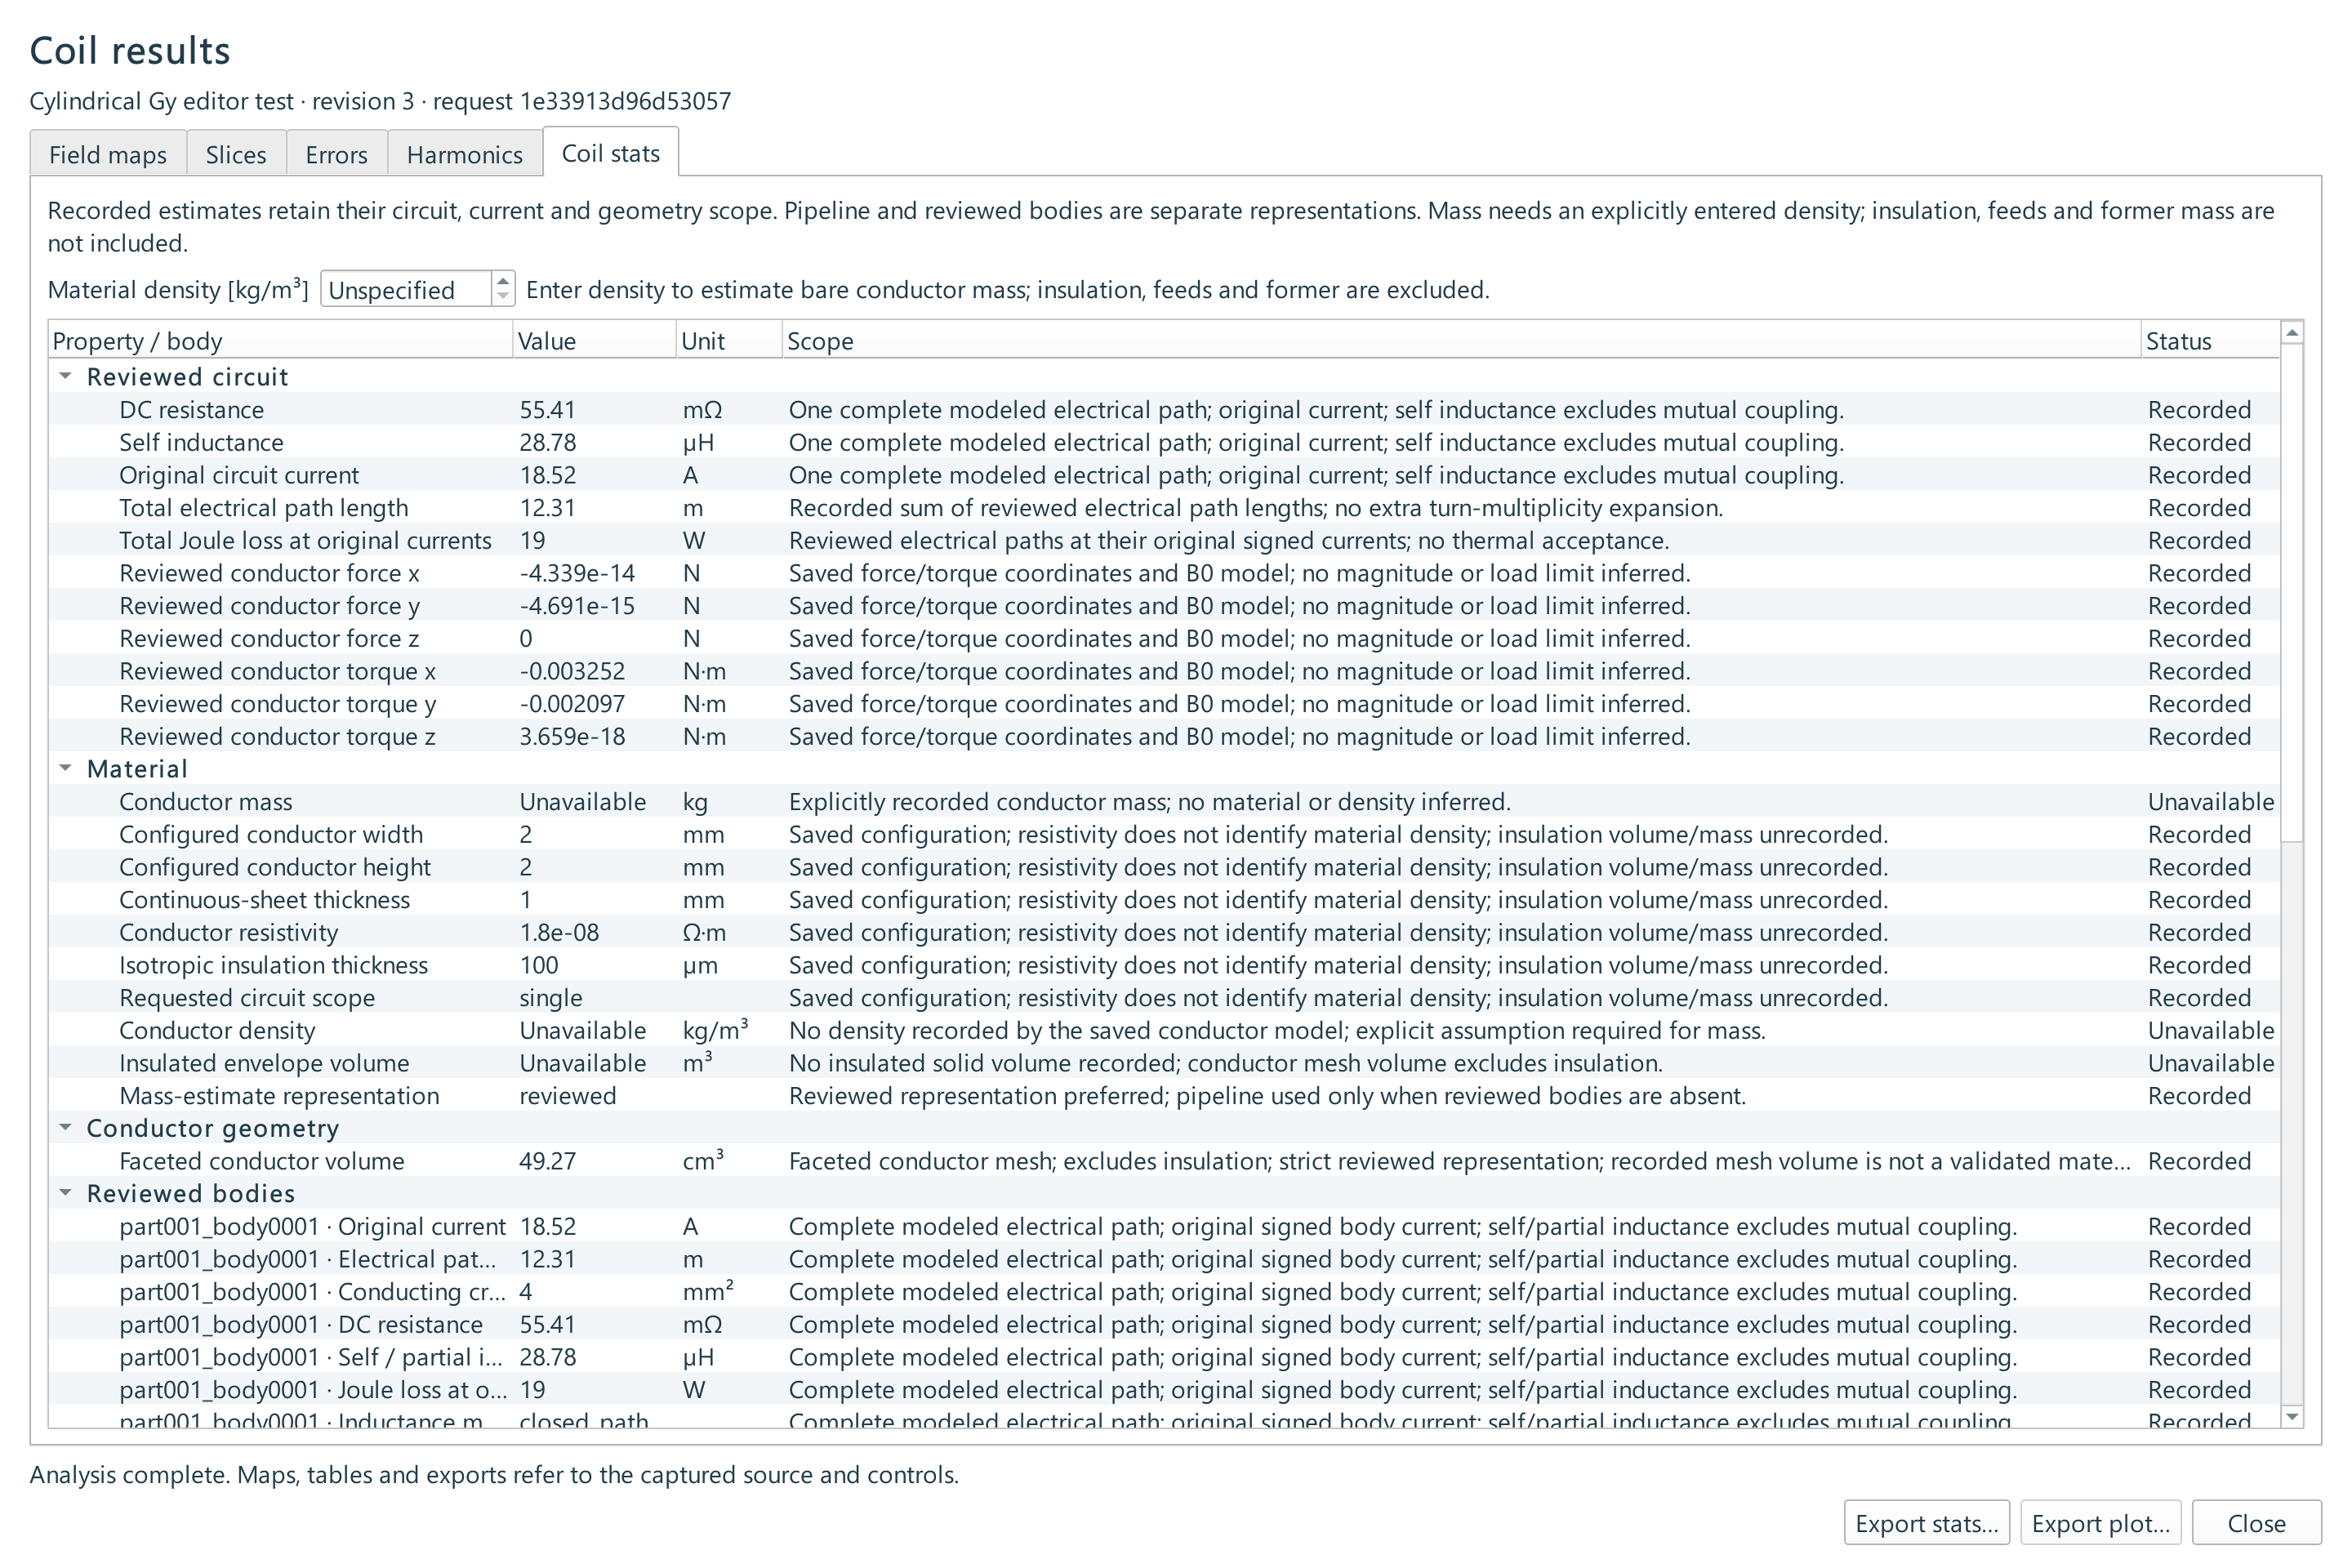 Coil results
Cylindrical Gy editor test · revision 3 · request 1e33913d96d53057
Field maps Slices Errors Harmonics Coil stats
Recorded estimates retain their circuit, current and geometry scope. Pipeline and reviewed bodies are separate representations. Mass needs an explicitly entered density; insulation, feeds and former mass are
not included.
Material density [kg/m³] Unspecified Enter density to estimate bare conductor mass; insulation, feeds and former are excluded.
Property / body Value Unit Scope Status
Reviewed circuit
DC resistance 55.41 mΩ One complete modeled electrical path; original current; self inductance excludes mutual coupling. Recorded
Self inductance 28.78 µH One complete modeled electrical path; original current; self inductance excludes mutual coupling. Recorded
Original circuit current 18.52 A One complete modeled electrical path; original current; self inductance excludes mutual coupling. Recorded
Total electrical path length 12.31 m Recorded sum of reviewed electrical path lengths; no extra turn-multiplicity expansion. Recorded
Total Joule loss at original currents 19 W Reviewed electrical paths at their original signed currents; no thermal acceptance. Recorded
Reviewed conductor force x -4.339e-14 N Saved force/torque coordinates and B0 model; no magnitude or load limit inferred. Recorded
Reviewed conductor force y -4.691e-15 N Saved force/torque coordinates and B0 model; no magnitude or load limit inferred. Recorded
Reviewed conductor force z 0 N Saved force/torque coordinates and B0 model; no magnitude or load limit inferred. Recorded
Reviewed conductor torque x -0.003252 N·m Saved force/torque coordinates and B0 model; no magnitude or load limit inferred. Recorded
Reviewed conductor torque y -0.002097 N·m Saved force/torque coordinates and B0 model; no magnitude or load limit inferred. Recorded
Reviewed conductor torque z 3.659e-18 N·m Saved force/torque coordinates and B0 model; no magnitude or load limit inferred. Recorded
Material
Conductor mass Unavailable kg Explicitly recorded conductor mass; no material or density inferred. Unavailable
Configured conductor width 2 mm Saved configuration; resistivity does not identify material density; insulation volume/mass unrecorded. Recorded
Configured conductor height 2 mm Saved configuration; resistivity does not identify material density; insulation volume/mass unrecorded. Recorded
Continuous-sheet thickness 1 mm Saved configuration; resistivity does not identify material density; insulation volume/mass unrecorded. Recorded
Conductor resistivity 1.8e-08 Ω·m Saved configuration; resistivity does not identify material density; insulation volume/mass unrecorded. Recorded
Isotropic insulation thickness 100 µm Saved configuration; resistivity does not identify material density; insulation volume/mass unrecorded. Recorded
Requested circuit scope single Saved configuration; resistivity does not identify material density; insulation volume/mass unrecorded. Recorded
Conductor density Unavailable kg/m³ No density recorded by the saved conductor model; explicit assumption required for mass. Unavailable
Insulated envelope volume Unavailable m³ No insulated solid volume recorded; conductor mesh volume excludes insulation. Unavailable
Mass-estimate representation reviewed Reviewed representation preferred; pipeline used only when reviewed bodies are absent. Recorded
Conductor geometry
Faceted conductor volume 49.27 cm³ Faceted conductor mesh; excludes insulation; strict reviewed representation; recorded mesh volume is not a validated mate... Recorded
Reviewed bodies
part001_body0001 · Original current 18.52 A Complete modeled electrical path; original signed body current; self/partial inductance excludes mutual coupling. Recorded
part001_body0001 · Electrical pat... 12.31 m Complete modeled electrical path; original signed body current; self/partial inductance excludes mutual coupling. Recorded
part001_body0001 · Conducting cr... 4 mm² Complete modeled electrical path; original signed body current; self/partial inductance excludes mutual coupling. Recorded
part001_body0001 · DC resistance 55.41 mΩ Complete modeled electrical path; original signed body current; self/partial inductance excludes mutual coupling. Recorded
part001_body0001 · Self / partial i... 28.78 µH Complete modeled electrical path; original signed body current; self/partial inductance excludes mutual coupling. Recorded
part001_body0001 · Joule loss at o... 19 W Complete modeled electrical path; original signed body current; self/partial inductance excludes mutual coupling. Recorded
part001_body0001 · Inductance m... closed_path Complete modeled electrical path; original signed body current; self/partial inductance excludes mutual coupling. Recorded
Analysis complete. Maps, tables and exports refer to the captured source and controls.
Export stats... Export plot... Close